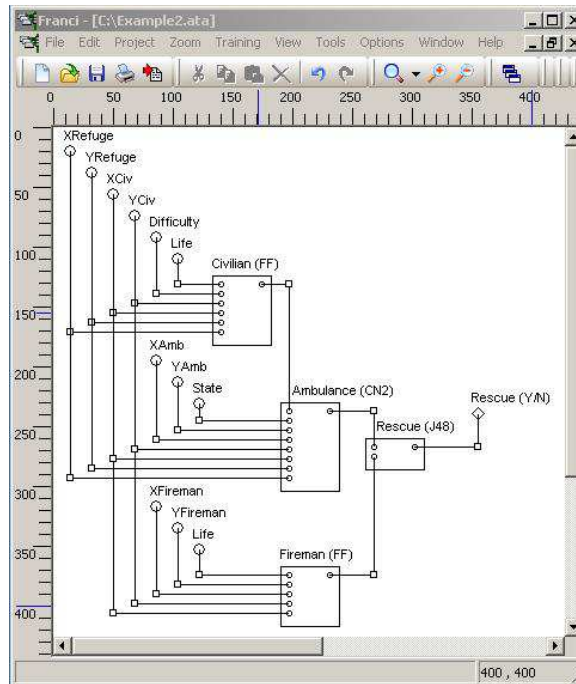 Franci - [C:\Example2.ata]
File Edit Project Zoom Training View Tools Options Window Help
0 50 100 150 200 250 300 350 400
0
50
100
150
200
250
300
350
400
XRefuge
YRefuge
XCiv
YCiv
Difficulty
Life
Civilian (FF)
XAmb
YAmb
State
Ambulance (CN2)
Rescue (Y/N)
Rescue (J48)
XFireman
YFireman
Life
Fireman (FF)
400 , 400